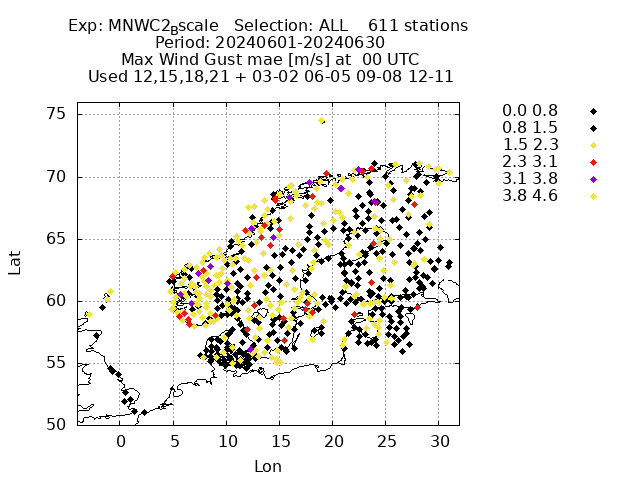 Exp: MNWC2Bscale Selection: ALL 611 stations
Period: 20240601-20240630
Max Wind Gust mae [m/s] at 00 UTC
Used 12,15,18,21 + 03-02 06-05 09-08 12-11
0.0 0.8
0.8 1.5
1.5 2.3
2.3 3.1
3.1 3.8
3.8 4.6
75
70
65
60
55
50
Lat
0 5 10 15 20 25 30
Lon